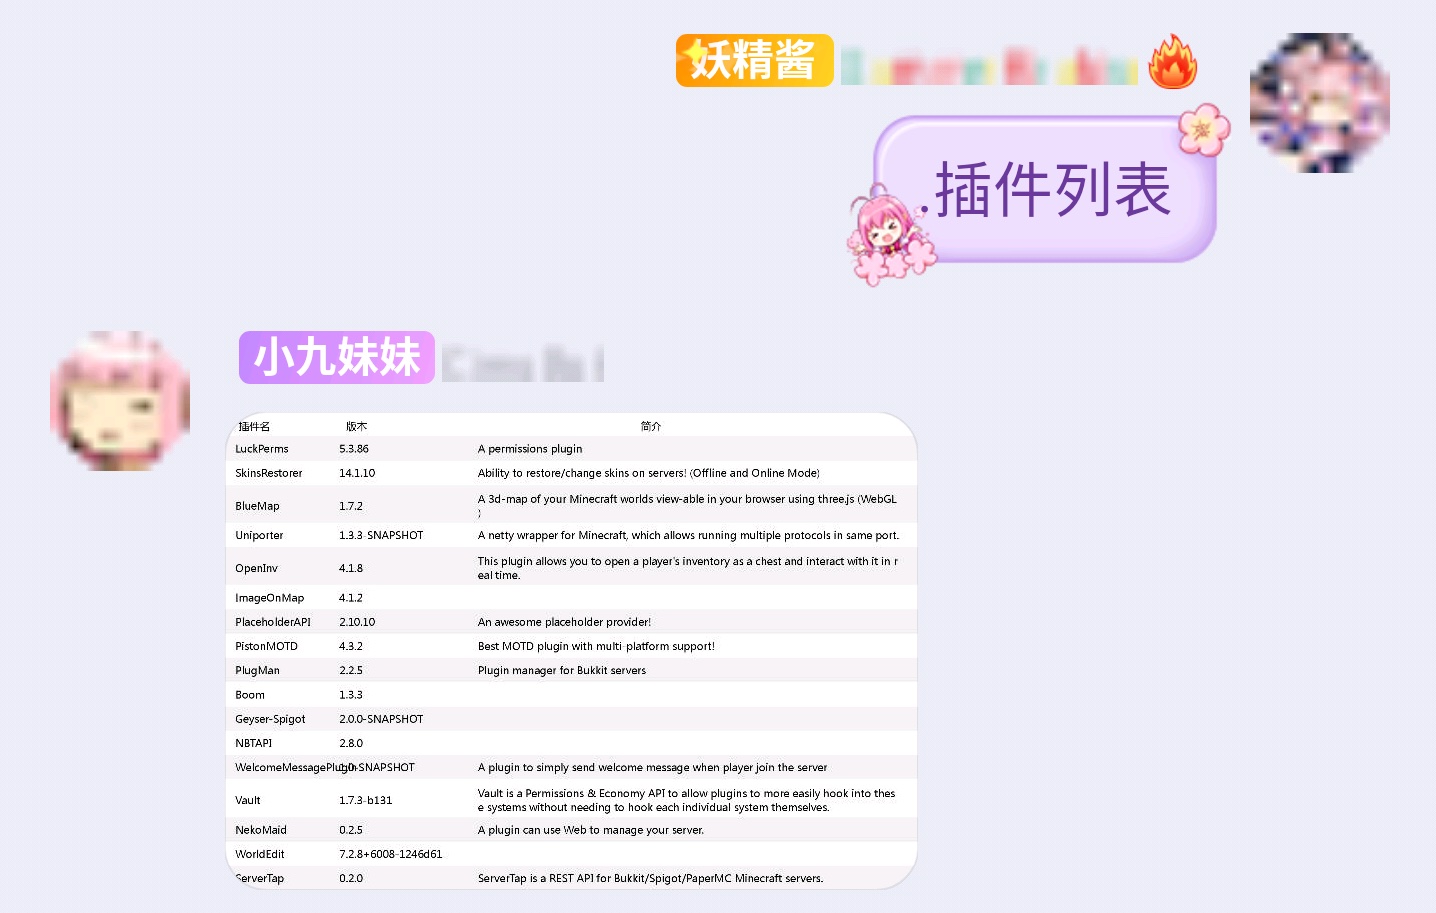 妖精酱
.插件列表
小九妹妹
插件名 版本 简介
LuckPerms 5.3.86 A permissions plugin
SkinsRestorer 14.1.10 Ability to restore/change skins on servers! (Offline and Online Mode)
BlueMap 1.7.2 A 3d-map of your Minecraft worlds view-able in your browser using three.js (WebGL
)
Uniporter 1.3.3-SNAPSHOT A netty wrapper for Minecraft, which allows running multiple protocols in same port.
OpenInv 4.1.8 This plugin allows you to open a player's inventory as a chest and interact with it in r
eal time.
ImageOnMap 4.1.2
PlaceholderAPI 2.10.10 An awesome placeholder provider!
PistonMOTD 4.3.2 Best MOTD plugin with multi-platform support!
PlugMan 2.2.5 Plugin manager for Bukkit servers
Boom 1.3.3
Geyser-Spigot 2.0.0-SNAPSHOT
NBTAPI 2.8.0
WelcomeMessagePlugin -SNAPSHOT A plugin to simply send welcome message when player join the server
Vault 1.7.3-b131 Vault is a Permissions & Economy API to allow plugins to more easily hook into thes
e systems without needing to hook each individual system themselves.
NekoMaid 0.2.5 A plugin can use Web to manage your server.
WorldEdit 7.2.8+6008-1246d61
ServerTap 0.2.0 ServerTap is a REST API for Bukkit/Spigot/PaperMC Minecraft servers.